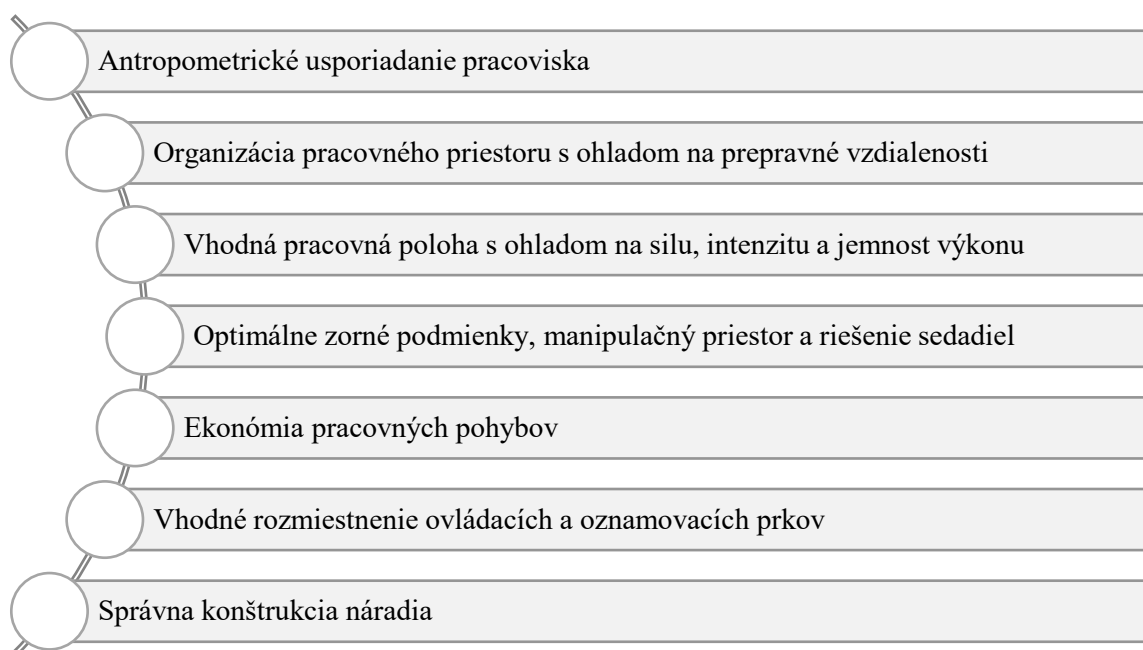 Antropometrické usporiadanie pracoviska
Organizácia pracovného priestoru s ohladom na prepravné vzdialenosti
Vhodná pracovná poloha s ohladom na silu, intenzitu a jemnost výkonu
Optimálne zorné podmienky, manipulačný priestor a riešenie sedadiel
Ekonómia pracovných pohybov
Vhodné rozmiestnenie ovládacích a oznamovacích prkov
Správna konštrukcia náradia